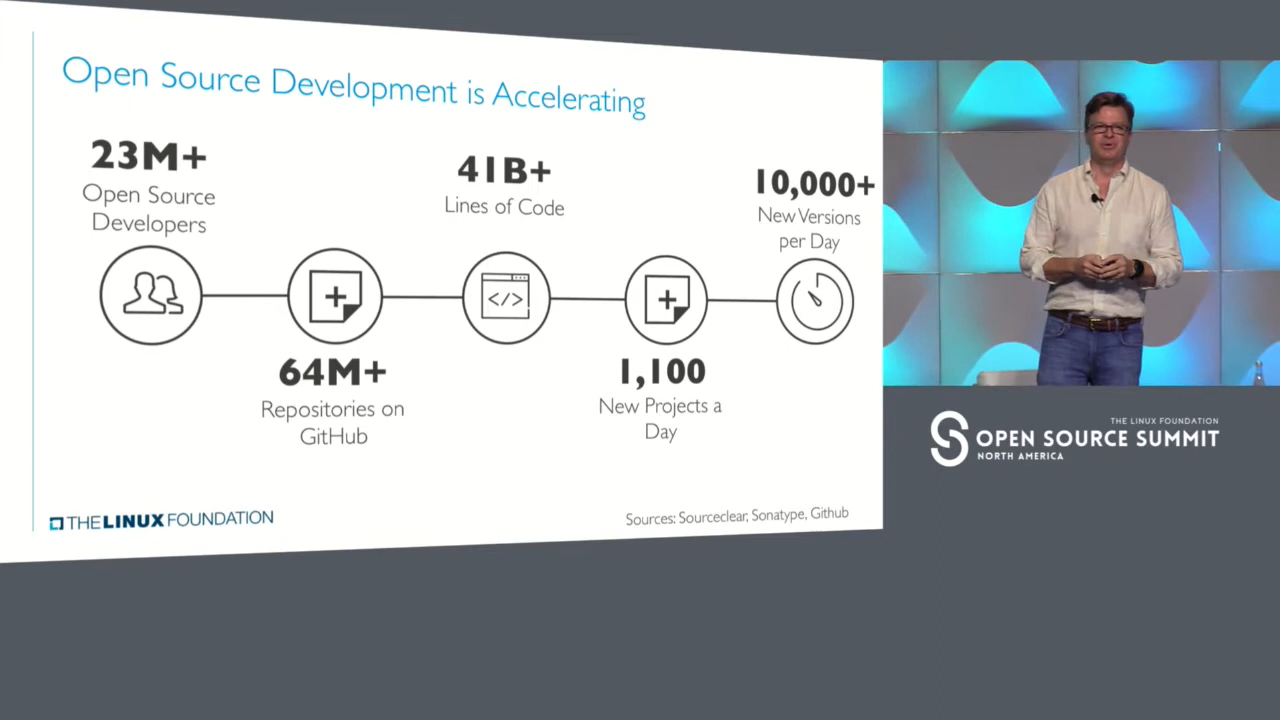 Open Source Development is Accelerating
23M+
Open Source
Developers
41B+
Lines of Code
10,000+
New Versions
per Day
</>
64M+
Repositories on
GitHub
1,100
New Projects a
Day
THE LINUX FOUNDATION
Sources: Sourceclear, Sonatype, Github
THE LINUX FOUNDATION
OPEN SOURCE SUMMIT
NORTH AMERICA